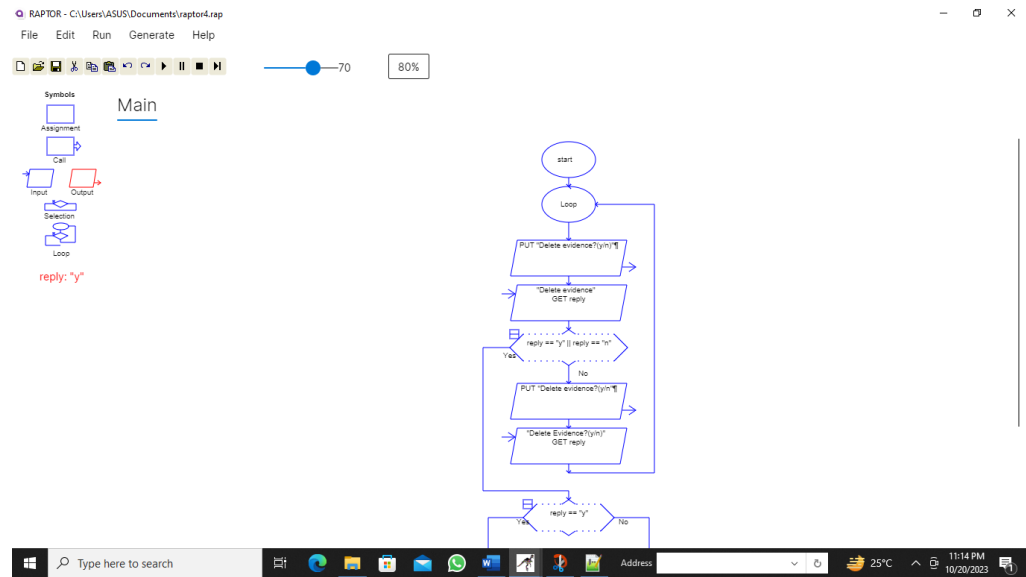 RAPTOR - C:\Users\ASUS\Documents\raptor4.rap
File Edit Run Generate Help
70
80%
Symbols
Assignment
Call
Input Output
Selection
Loop
reply: "y"
Main
start
Loop
PUT "Delete evidence?(y/n)"¶
"Delete evidence"
GET reply
reply == "y" || reply == "n"
Yes
No
PUT "Delete evidence?(y/n"¶
"Delete Evidence?(y/n)"
GET reply
reply == "y"
Yes No
Type here to search
Address
25°C
11:14 PM
10/20/2023
1